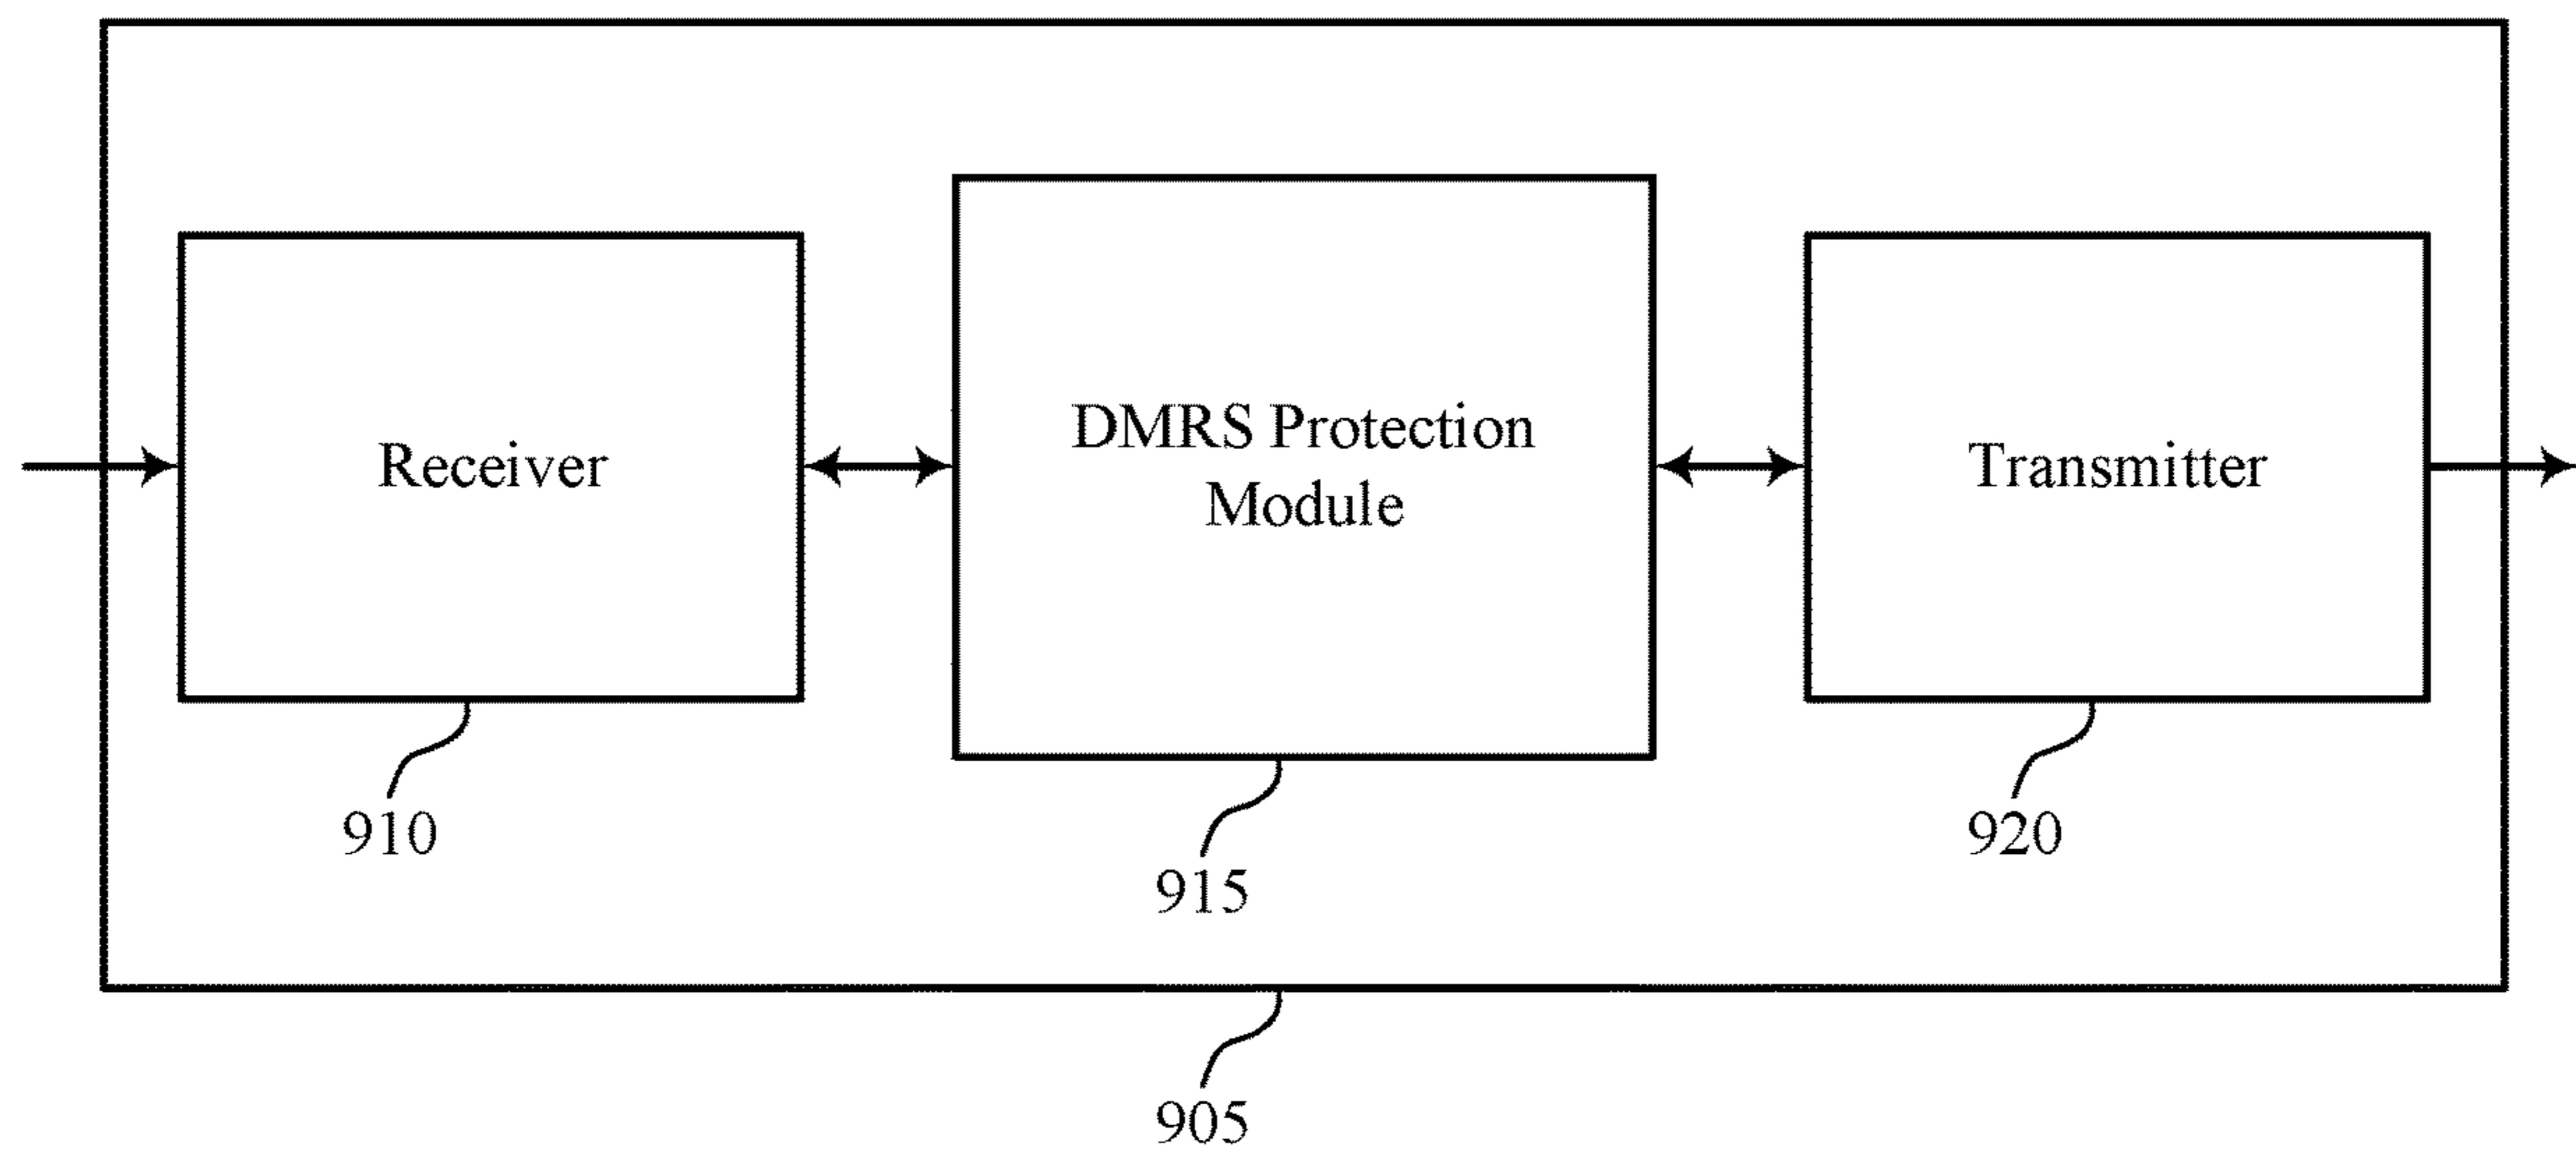 Receiver
DMRS Protection
Module
Transmitter
910
915
920
905